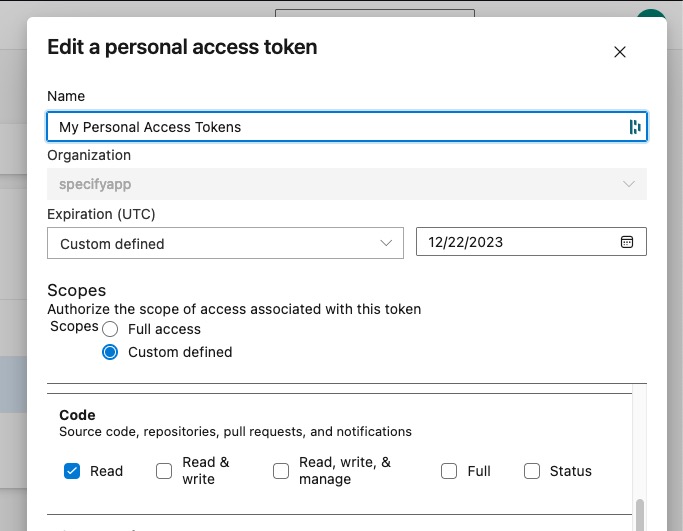 Edit a personal access token
Name
My Personal Access Tokens
Organization
specifyapp
Expiration (UTC)
Custom defined
12/22/2023
Scopes
Authorize the scope of access associated with this token
Scopes
Full access
Custom defined
Code
Source code, repositories, pull requests, and notifications
Read
Read &
write
Read, write, &
manage
Full
Status